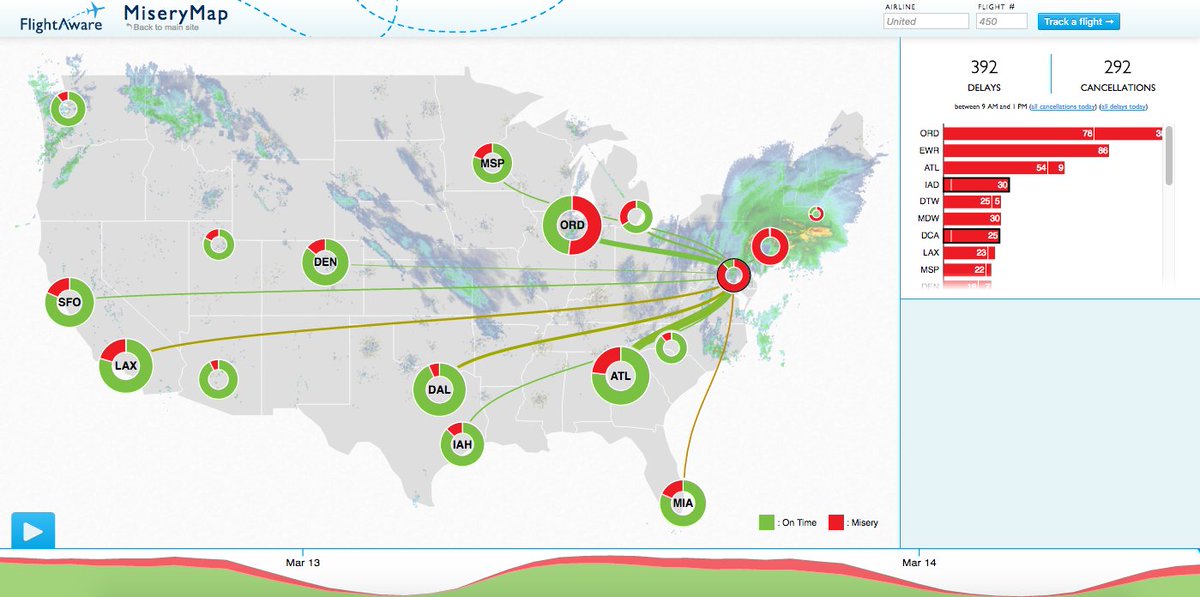 FlightAware
MiseryMap
Back to main site
AIRLINE
United
FLIGHT #
450
Track a flight →
392
DELAYS
292
CANCELLATIONS
between 9 AM and 1 PM (all cancellations today) (all delays today)
ORD 78
EWR 86
ATL 54 9
IAD 30
DTW 25 5
MDW 30
DCA 25
LAX 23
MSP 22
DEN
MSP
ORD
DEN
SFO
LAX
DAL
ATL
IAH
MIA
: On Time
: Misery
Mar 13
Mar 14